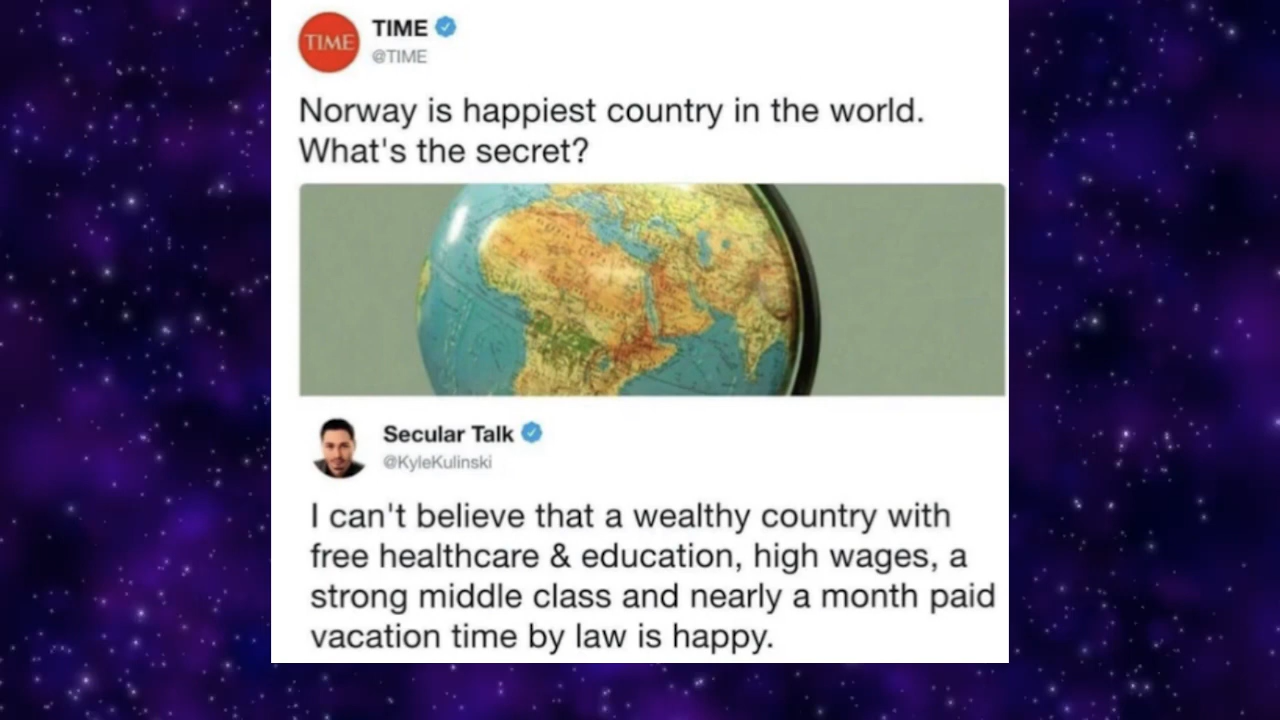 TIME
TIME
@TIME
Norway is happiest country in the world.
What's the secret?
Secular Talk
@KyleKulinski
I can't believe that a wealthy country with
free healthcare & education, high wages, a
strong middle class and nearly a month paid
vacation time by law is happy.